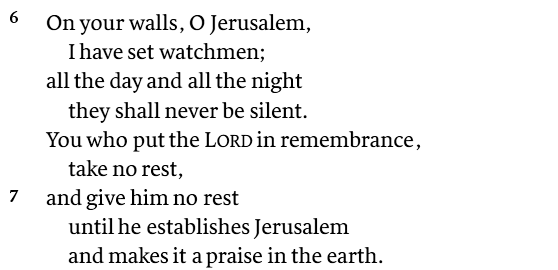 6 On your walls, O Jerusalem,
I have set watchmen;
all the day and all the night
they shall never be silent.
You who put the LORD in remembrance,
take no rest,
7 and give him no rest
until he establishes Jerusalem
and makes it a praise in the earth.